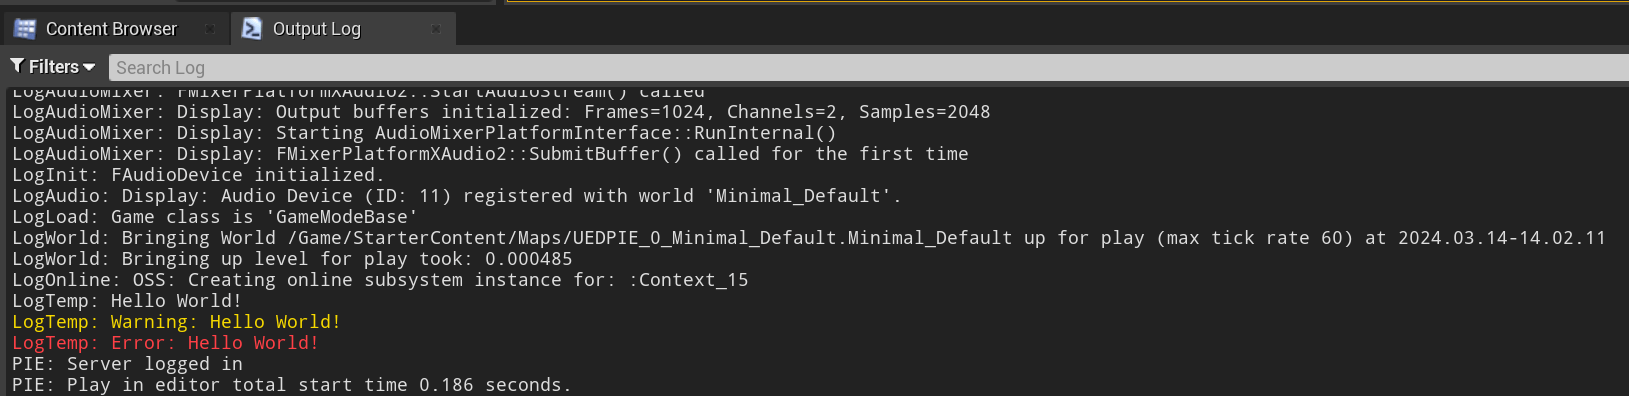 Content Browser
Output Log
Filters
Search Log
LogAudioMixer: FMixerPlatformXAudio2::StartAudioStream() called
LogAudioMixer: Display: Output buffers initialized: Frames=1024, Channels=2, Samples=2048
LogAudioMixer: Display: Starting AudioMixerPlatformInterface::RunInternal()
LogAudioMixer: Display: FMixerPlatformXAudio2::SubmitBuffer() called for the first time
LogInit: FAudioDevice initialized.
LogAudio: Display: Audio Device (ID: 11) registered with world 'Minimal_Default'.
LogLoad: Game class is 'GameModeBase'
LogWorld: Bringing World /Game/StarterContent/Maps/UEDPIE_0_Minimal_Default.Minimal_Default up for play (max tick rate 60) at 2024.03.14-14.02.11
LogWorld: Bringing up level for play took: 0.000485
LogOnline: OSS: Creating online subsystem instance for: :Context_15
LogTemp: Hello World!
LogTemp: Warning: Hello World!
LogTemp: Error: Hello World!
PIE: Server logged in
PIE: Play in editor total start time 0.186 seconds.